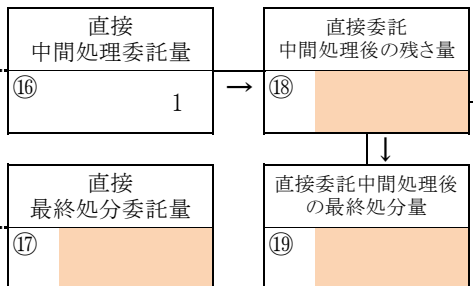 直接
中間処理委託量
⑯
1
→
直接委託
中間処理後の残さ量
⑱
↓
直接
最終処分委託量
⑰
直接委託中間処理後
の最終処分量
⑲